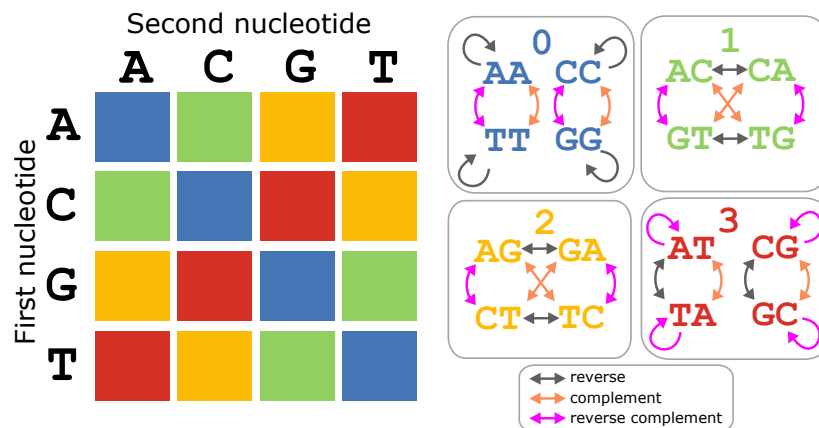 Second nucleotide
A C G T
First nucleotide
A
C
G
T
0
AA CC
TT GG
1
AC CA
GT TG
2
AG GA
CT TC
3
AT CG
TA GC
reverse
complement
reverse complement